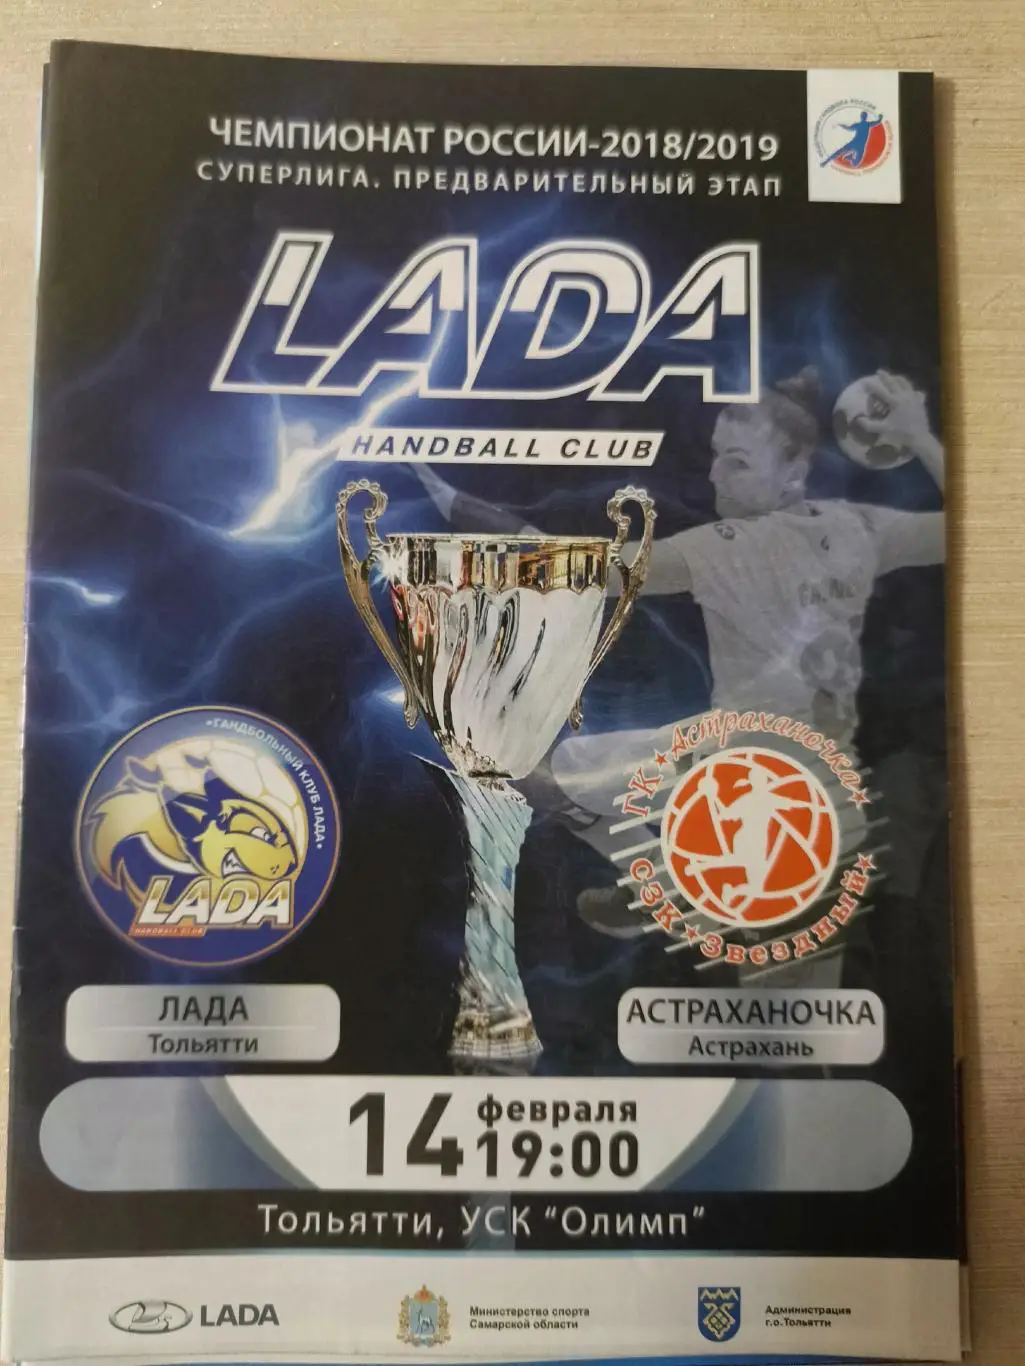 ЧЕМПИОНАТ РОССИИ-2018/2019
СУПЕРЛИГА. ПРЕДВАРИТЕЛЬНЫЙ ЭТАП
LADA
HANDBALL CLUB
«ГАНДБОЛЬНЫЙ КЛУБ ЛАДА»
LADA
HANDBALL CLUB
ГК ★ Астраханочка ★
СЗК ★ Звездный ★
ЛАДА
Тольятти
АСТРАХАНОЧКА
Астрахань
14 февраля
19:00
Тольятти, УСК "Олимп"
LADA
Министерство спорта
Самарской области
Администрация
г.о.Тольятти